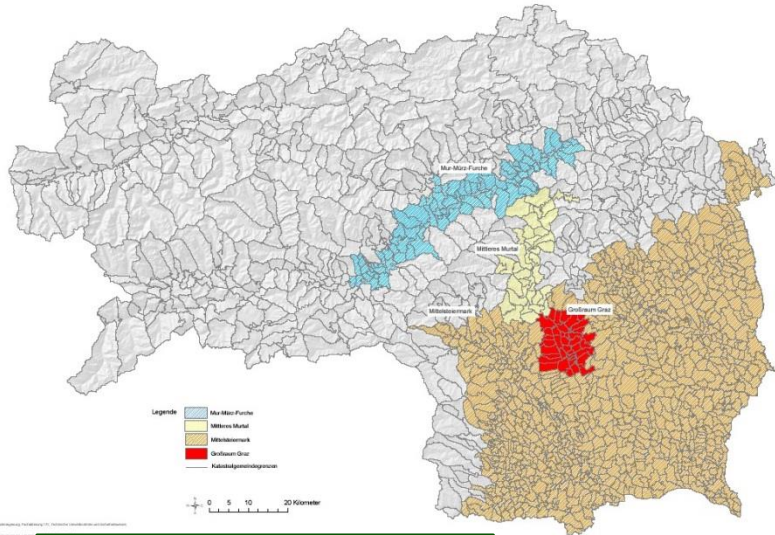 Mur-Mürz-Furche
Mittleres Murtal
Mittelsteiermark
Großraum Graz
Legende
Mur-Mürz-Furche
Mittleres Murtal
Mittelsteiermark
Großraum Graz
Katastralgemeindegrenzen
0 5 10 20 Kilometer